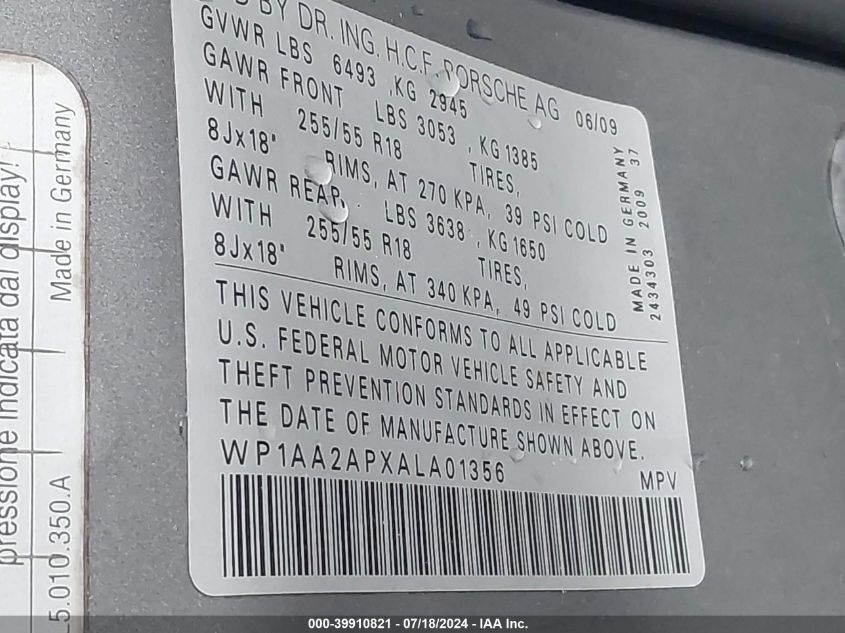 BY DR. ING. H.C.F. PORSCHE AG 06/09
GVWR LBS 6493 KG 2945
GAWR FRONT LBS 3053 , KG 1385
WITH 255/55 R18 TIRES,
8Jx18" RIMS, AT 270 KPA, 39 PSI COLD
GAWR REAR, LBS 3638 , KG 1650
WITH 255/55 R18 TIRES,
8Jx18" RIMS, AT 340 KPA, 49 PSI COLD
MADE IN GERMANY
2434303 2009 37
THIS VEHICLE CONFORMS TO ALL APPLICABLE
U.S. FEDERAL MOTOR VEHICLE SAFETY AND
THEFT PREVENTION STANDARDS IN EFFECT ON
THE DATE OF MANUFACTURE SHOWN ABOVE.
WP1AA2APXALA01356 MPV
pressione indicata dal display!
Made in Germany
5.010.350.A
000-39910821 - 07/18/2024 - IAA Inc.